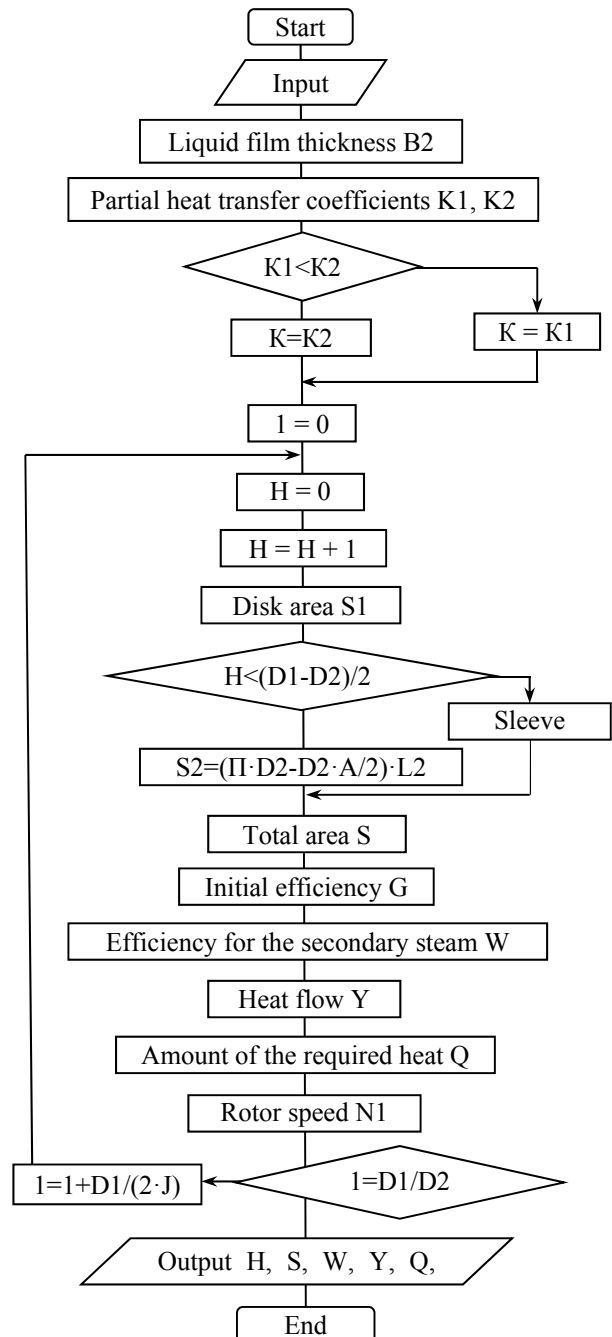 Start
Input
Liquid film thickness B2
Partial heat transfer coefficients K1, K2
K1<K2
K=K2
K = K1
1 = 0
H = 0
H = H + 1
Disk area S1
H<(D1-D2)/2
Sleeve
S2=(Π·D2-D2·A/2)·L2
Total area S
Initial efficiency G
Efficiency for the secondary steam W
Heat flow Y
Amount of the required heat Q
Rotor speed N1
1=1+D1/(2·J)
1=D1/D2
Output H, S, W, Y, Q,
End